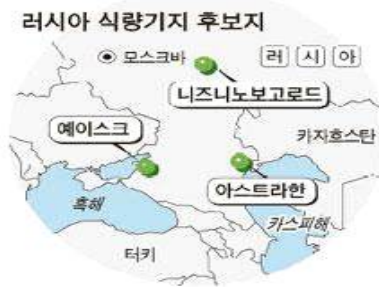 러시아 식량기지 후보지
모스크바
러시아
니즈니노보고로드
예이스크
카자흐스탄
아스트라한
흑해
카스피해
터키